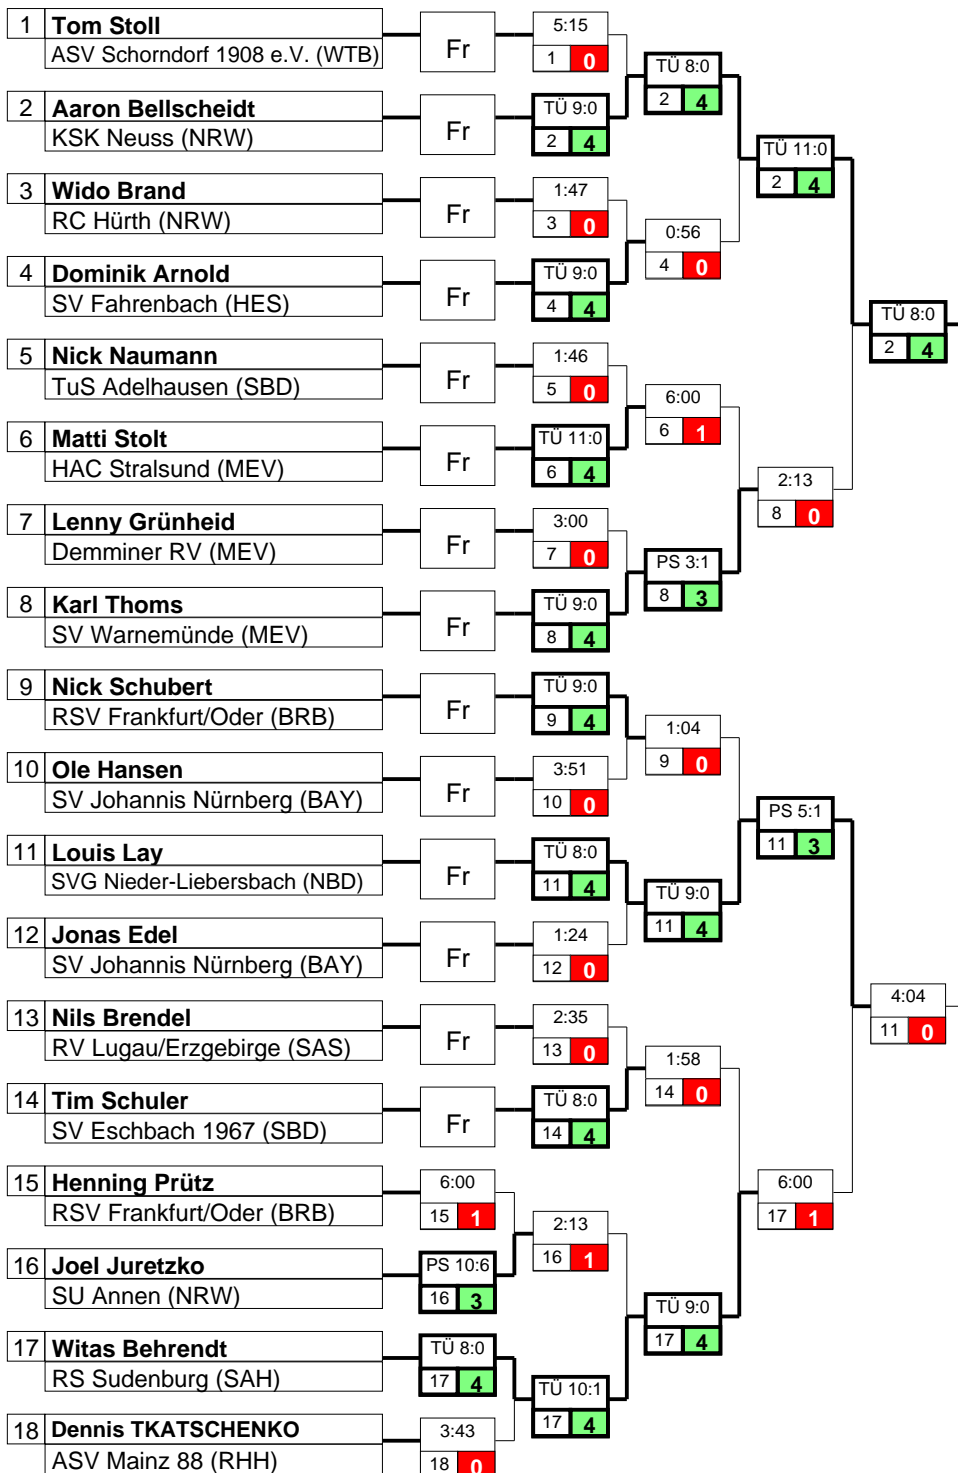 1 Tom Stoll
ASV Schorndorf 1908 e.V. (WTB)
Fr
5:15
1 0
TÜ 8:0
2 4
2 Aaron Bellscheidt
KSK Neuss (NRW)
Fr
TÜ 9:0
2 4
TÜ 11:0
2 4
3 Wido Brand
RC Hürth (NRW)
Fr
1:47
3 0
0:56
4 0
4 Dominik Arnold
SV Fahrenbach (HES)
Fr
TÜ 9:0
4 4
TÜ 8:0
2 4
5 Nick Naumann
TuS Adelhausen (SBD)
Fr
1:46
5 0
6:00
6 1
6 Matti Stolt
HAC Stralsund (MEV)
Fr
TÜ 11:0
6 4
2:13
8 0
7 Lenny Grünheid
Demminer RV (MEV)
Fr
3:00
7 0
PS 3:1
8 3
8 Karl Thoms
SV Warnemünde (MEV)
Fr
TÜ 9:0
8 4
9 Nick Schubert
RSV Frankfurt/Oder (BRB)
Fr
TÜ 9:0
9 4
1:04
9 0
10 Ole Hansen
SV Johannis Nürnberg (BAY)
Fr
3:51
10 0
PS 5:1
11 3
11 Louis Lay
SVG Nieder-Liebersbach (NBD)
Fr
TÜ 8:0
11 4
TÜ 9:0
11 4
12 Jonas Edel
SV Johannis Nürnberg (BAY)
Fr
1:24
12 0
4:04
11 0
13 Nils Brendel
RV Lugau/Erzgebirge (SAS)
Fr
2:35
13 0
1:58
14 0
14 Tim Schuler
SV Eschbach 1967 (SBD)
Fr
TÜ 8:0
14 4
15 Henning Prütz
RSV Frankfurt/Oder (BRB)
6:00
15 1
2:13
16 1
6:00
17 1
16 Joel Juretzko
SU Annen (NRW)
PS 10:6
16 3
TÜ 9:0
17 4
17 Witas Behrendt
RS Sudenburg (SAH)
TÜ 8:0
17 4
TÜ 10:1
17 4
18 Dennis TKATSCHENKO
ASV Mainz 88 (RHH)
3:43
18 0